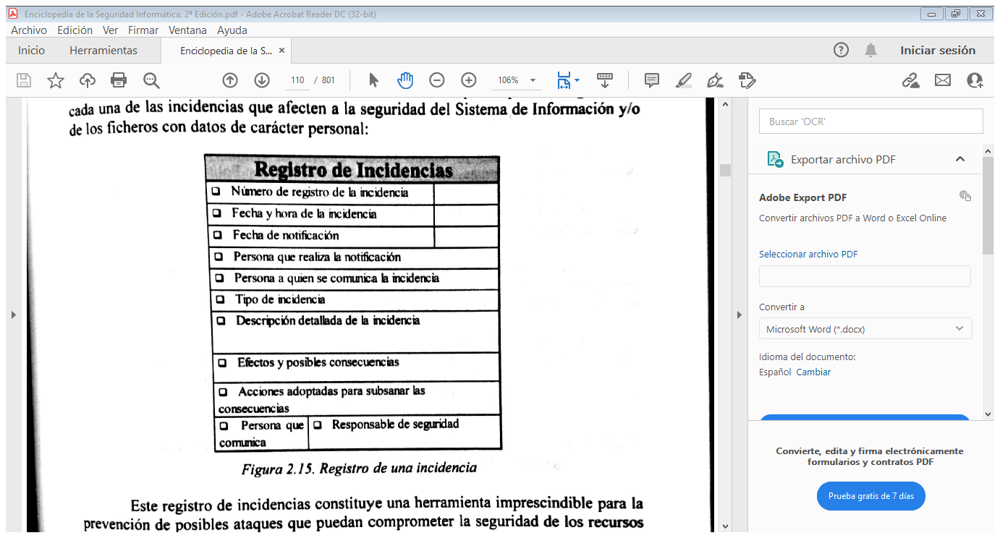 Enciclopedia de la Seguridad Informática. 2ª Edición.pdf - Adobe Acrobat Reader DC (32-bit)
Archivo Edición Ver Firmar Ventana Ayuda
Inicio Herramientas Enciclopedia de la S... × Iniciar sesión
110 / 801 106%
cada una de las incidencias que afecten a la seguridad del Sistema de Información y/o
de los ficheros con datos de carácter personal:
Registro de Incidencias
Número de registro de la incidencia
Fecha y hora de la incidencia
Fecha de notificación
Persona que realiza la notificación
Persona a quien se comunica la incidencia
Tipo de incidencia
Descripción detallada de la incidencia
Efectos y posibles consecuencias
Acciones adoptadas para subsanar las
consecuencias
Persona que
comunica
Responsable de seguridad
Figura 2.15. Registro de una incidencia
Este registro de incidencias constituye una herramienta imprescindible para la
prevención de posibles ataques que puedan comprometer la seguridad de los recursos
Buscar 'OCR'
Exportar archivo PDF
Adobe Export PDF
Convertir archivos PDF a Word o Excel Online
Seleccionar archivo PDF
Convertir a
Microsoft Word (*.docx)
Idioma del documento:
Español Cambiar
Convierte, edita y firma electrónicamente
formularios y contratos PDF
Prueba gratis de 7 días